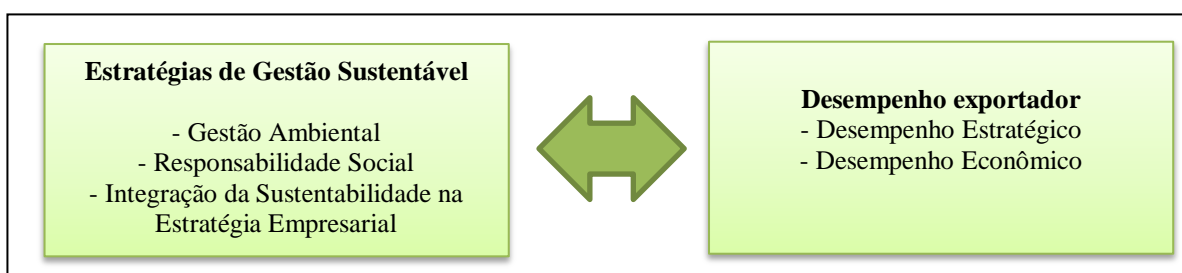 Estratégias de Gestão Sustentável
- Gestão Ambiental
- Responsabilidade Social
- Integração da Sustentabilidade na
Estratégia Empresarial
Desempenho exportador
- Desempenho Estratégico
- Desempenho Econômico